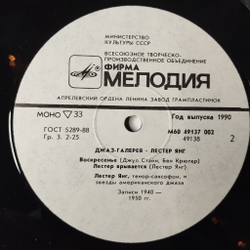 МИНИСТЕРСТВО
КУЛЬТУРЫ СССР
ВСЕСОЮЗНОЕ ТВОРЧЕСКО-
ПРОИЗВОДСТВЕННОЕ ОБЪЕДИНЕНИЕ
ФИРМА
МЕЛОДИЯ
АПРЕЛЕВСКИЙ ОРДЕНА ЛЕНИНА ЗАВОД ГРАМПЛАСТИНОК
МОНО ▽33
Год выпуска 1990
ГОСТ 5289-88
М60 49137 002
Гр. 3. 2-25
49138 2
ДЖАЗ-ГАЛЕРЕЯ - ЛЕСТЕР ЯНГ
Воскресенье (Джул Стайн, Бен Крюгер)
Лестер врывается (Лестер Янг)
Лестер Янг, тенор-саксофон, и
звезды американского джаза
Записи 1940 —
1950 гг.